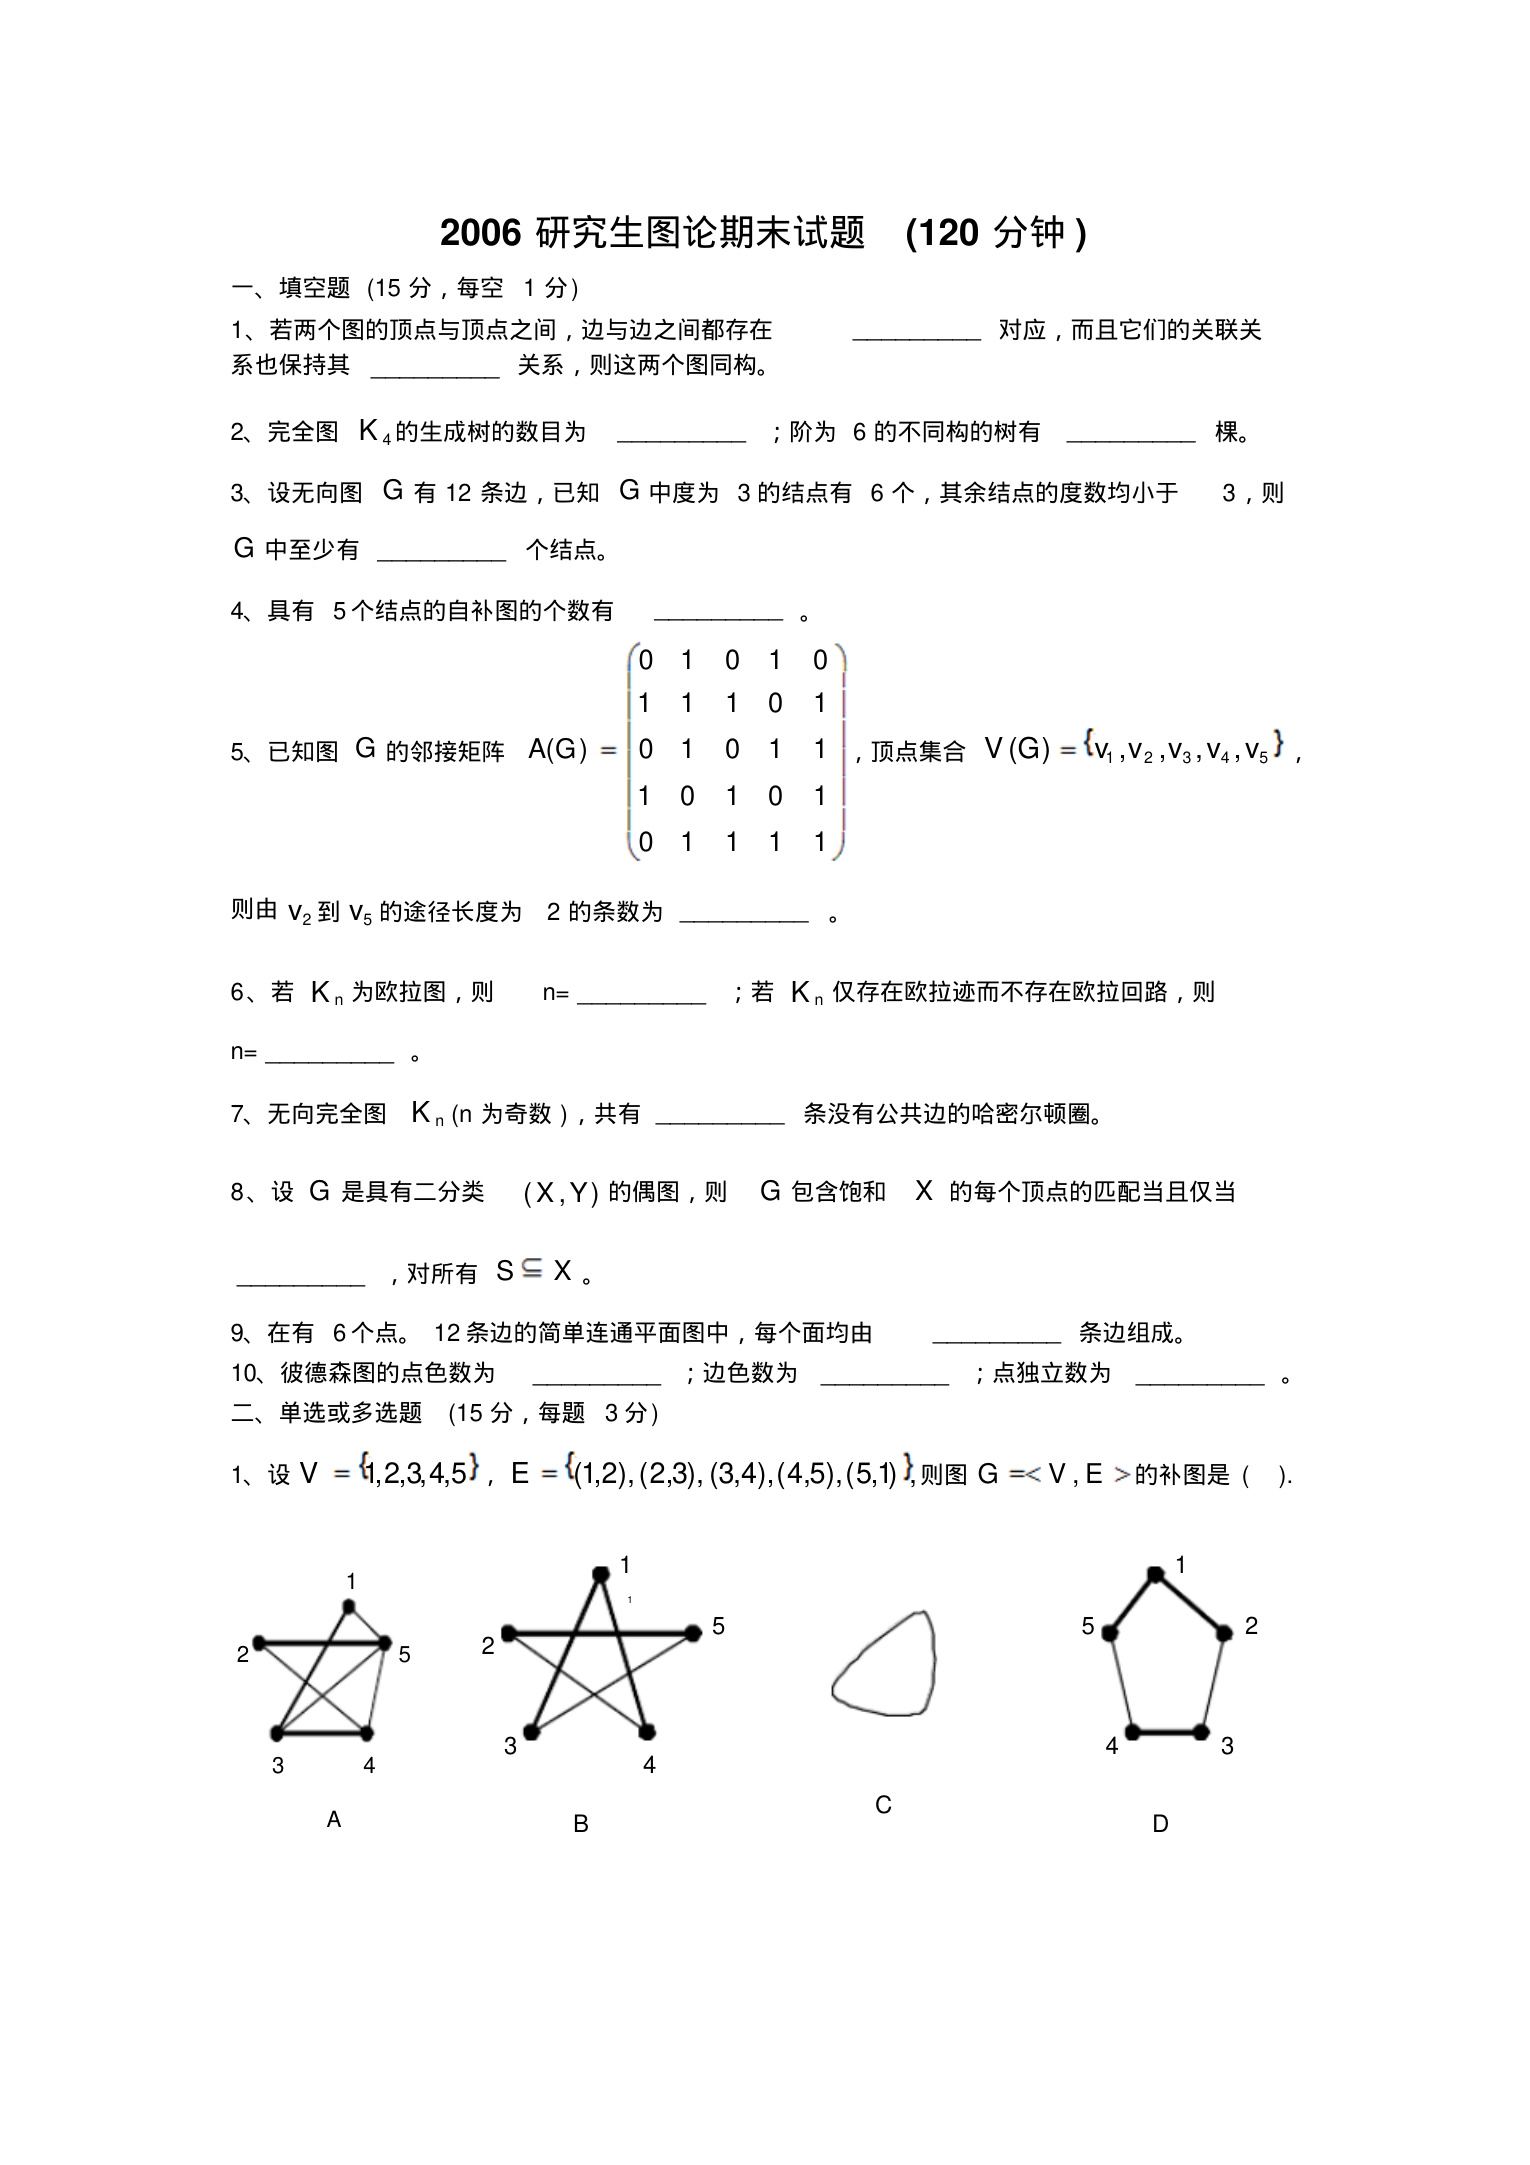 2006 研究生图论期末试题 (120 分钟 )
一、填空题 (15 分，每空 1 分)
1、若两个图的顶点与顶点之间，边与边之间都存在 _________ 对应，而且它们的关联关
系也保持其 _________ 关系，则这两个图同构。
2、完全图 K4 的生成树的数目为 _________ ；阶为 6 的不同构的树有 _________ 棵。
3、设无向图 G 有 12 条边，已知 G 中度为 3 的结点有 6 个，其余结点的度数均小于 3，则
G 中至少有 _________ 个结点。
4、具有 5 个结点的自补图的个数有 _________ 。
0 1 0 1 0
1 1 1 0 1
5、已知图 G 的邻接矩阵 A(G) = 0 1 0 1 1 ，顶点集合 V (G) = {v1 ,v2 ,v3 ,v4 ,v5 } ，
1 0 1 0 1
0 1 1 1 1
则由 v2 到 v5 的途径长度为 2 的条数为 _________ 。
6、若 Kn 为欧拉图，则 n= _________ ；若 Kn 仅存在欧拉迹而不存在欧拉回路，则
n= _________ 。
7、无向完全图 Kn (n 为奇数 )，共有 _________ 条没有公共边的哈密尔顿圈。
8、设 G 是具有二分类 (X ,Y) 的偶图，则 G 包含饱和 X 的每个顶点的匹配当且仅当
_________ ，对所有 S ⊆ X 。
9、在有 6 个点。 12 条边的简单连通平面图中，每个面均由 _________ 条边组成。
10、彼德森图的点色数为 _________ ；边色数为 _________ ；点独立数为 _________ 。
二、单选或多选题 (15 分，每题 3 分)
1、设 V = {1,2,3,4,5} ， E = {(1,2), (2,3), (3,4),(4,5),(5,1)}, 则图 G =< V , E > 的补图是 ( ).
1
2
5
3
4
A
1
1
2
5
3
4
B
C
1
5
2
4
3
D